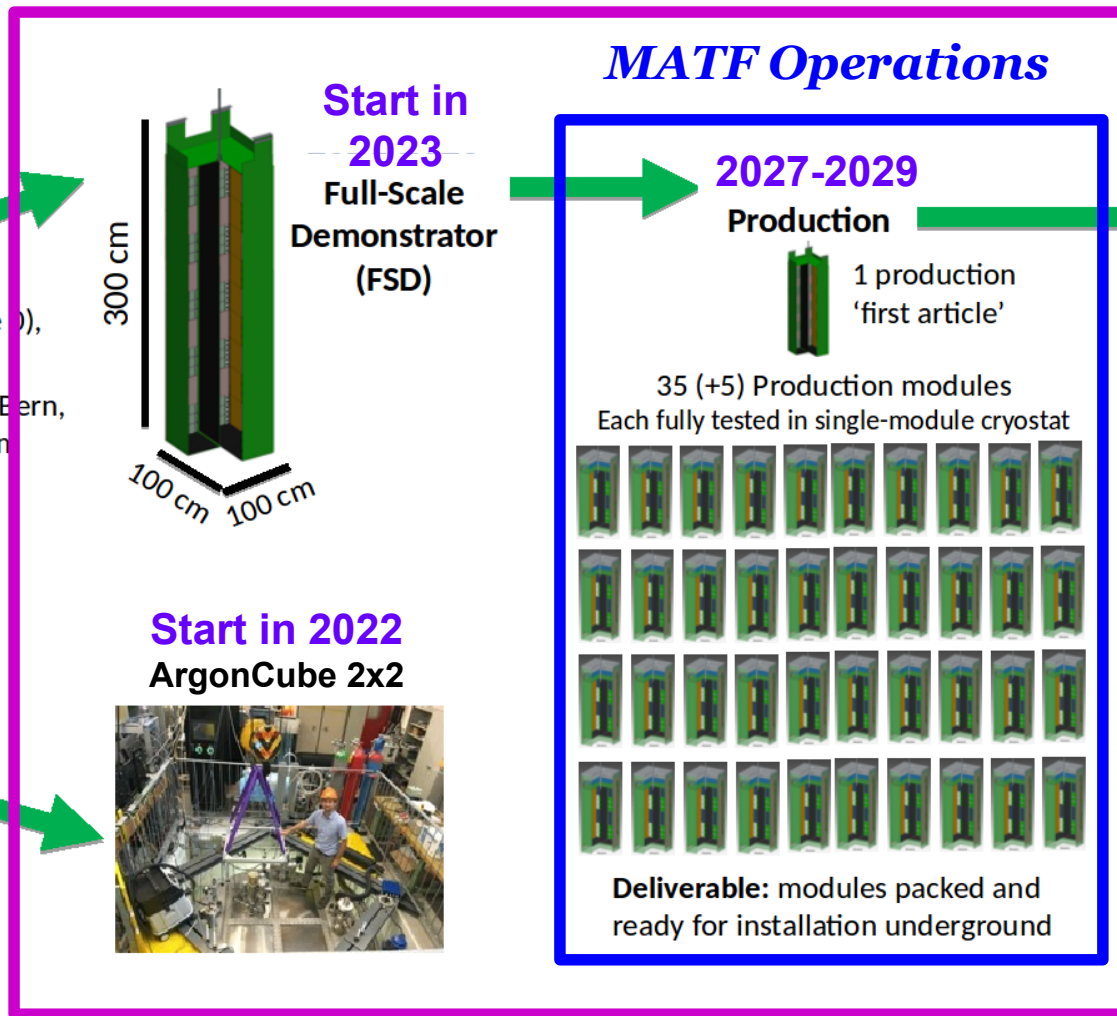 MATF Operations
Start in
2023
Full-Scale
Demonstrator
(FSD)
300 cm
100 cm
100 cm
Bern,
2027-2029
Production
1 production
‘first article’
35 (+5) Production modules
Each fully tested in single-module cryostat
Start in 2022
ArgonCube 2x2
Deliverable: modules packed and
ready for installation underground